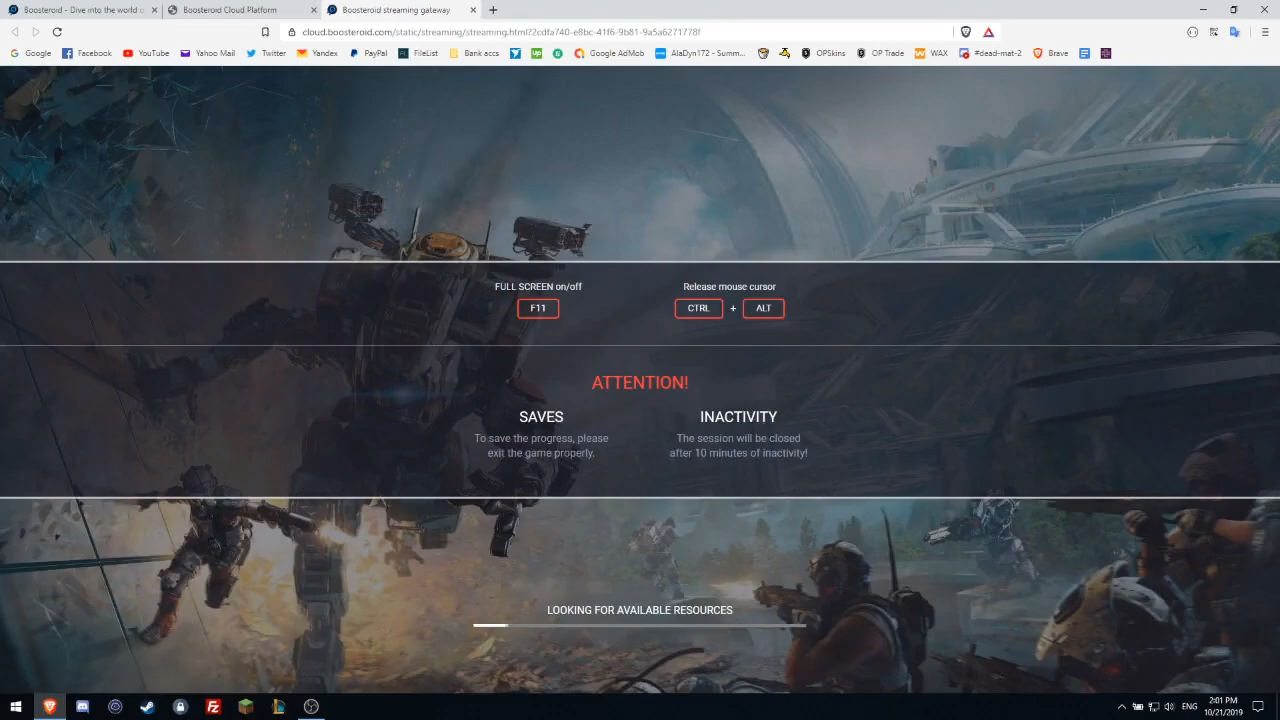 Boosteroid - Dive into the world o
Boosteroid Cloud Platform
Boosteroid streaming gateway
cloud.boosteroid.com/static/streaming/streaming.html?2cdfa740-e8bc-41f6-9b81-9a5a6271778f
Google Facebook YouTube Yahoo Mail Twitter Yandex PayPal FileList Bank accs Google AdMob AlaDyn172 - Summ... OPSkins OP Trade WAX #dead-mat-2 Brave
FULL SCREEN on/off
F11
Release mouse cursor
CTRL + ALT
ATTENTION!
SAVES
To save the progress, please
exit the game properly.
INACTIVITY
The session will be closed
after 10 minutes of inactivity!
LOOKING FOR AVAILABLE RESOURCES
ENG
2:01 PM
10/21/2019